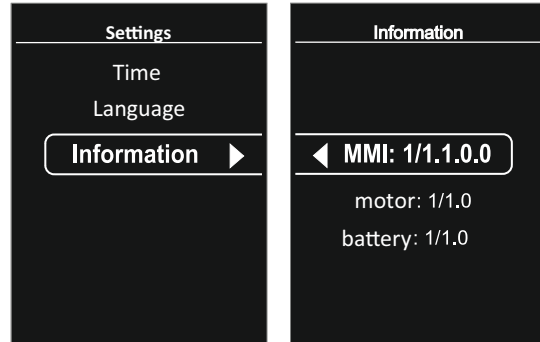 Settings
Time
Language
Information
Information
MMI: 1/1.1.0.0
motor: 1/1.0
battery: 1/1.0